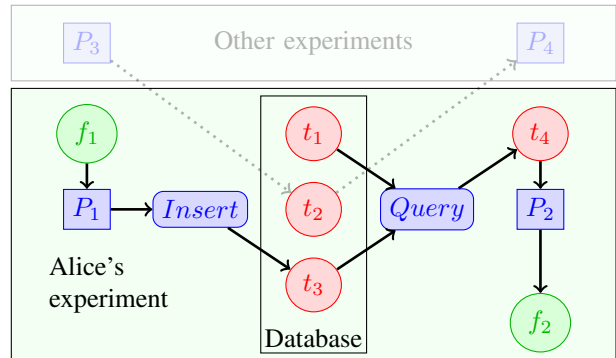 P3 Other experiments P4
f1 t1 t4
P1 Insert t2 Query P2
Alice's
experiment
t3
f2
Database